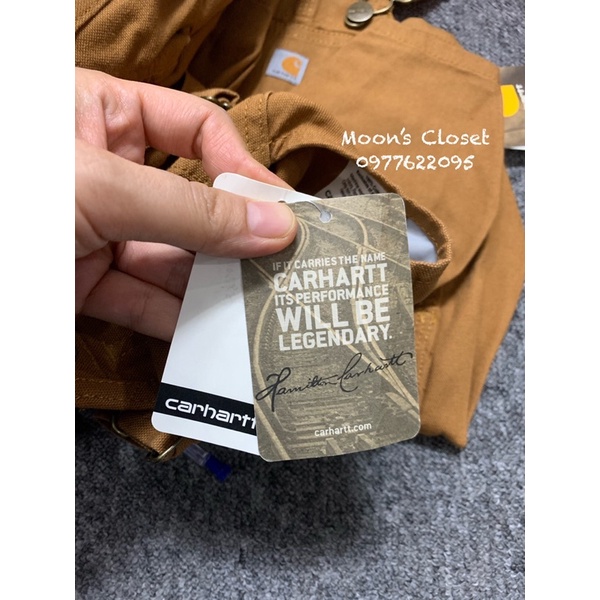 carhartt
Moon's Closet
0977622095
IF IT CARRIES THE NAME
CARHARTT
ITS PERFORMANCE
WILL BE
LEGENDARY.
Hamilton Carhartt
carhartt
carhartt.com